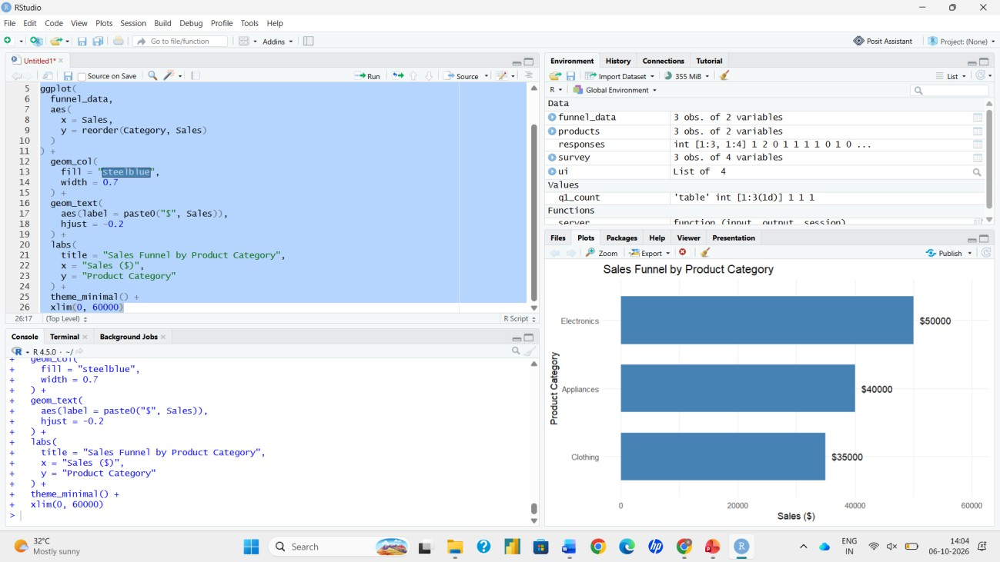 RStudio
File Edit Code View Plots Session Build Debug Profile Tools Help
Go to file/function Addins Posit Assistant Project: (None)
Untitled1*
Source on Save Run Source
5 ggplot(
6 funnel_data,
7 aes(
8 x = Sales,
9 y = reorder(Category, Sales)
10 )
11 ) +
12 geom_col(
13 fill = "steelblue",
14 width = 0.7
15 ) +
16 geom_text(
17 aes(label = paste0("$", Sales)),
18 hjust = -0.2
19 ) +
20 labs(
21 title = "Sales Funnel by Product Category",
22 x = "Sales ($)",
23 y = "Product Category"
24 ) +
25 theme_minimal() +
26 xlim(0, 60000)
26:17 (Top Level) R Script
Console Terminal Background Jobs
R 4.5.0 · ~/
+ geom_col(
+ fill = "steelblue",
+ width = 0.7
+ ) +
+ geom_text(
+ aes(label = paste0("$", Sales)),
+ hjust = -0.2
+ ) +
+ labs(
+ title = "Sales Funnel by Product Category",
+ x = "Sales ($)",
+ y = "Product Category"
+ ) +
+ theme_minimal() +
+ xlim(0, 60000)
>
Environment History Connections Tutorial
Import Dataset 355 MiB List
R Global Environment
Data
funnel_data 3 obs. of 2 variables
products 3 obs. of 2 variables
responses int [1:3, 1:4] 1 2 0 1 1 1 1 0 1 0 ...
survey 3 obs. of 4 variables
ui List of 4
Values
q1_count 'table' int [1:3(1d)] 1 1 1
Functions
server function (input, output, session)
Files Plots Packages Help Viewer Presentation
Zoom Export Publish
Sales Funnel by Product Category
Product Category
Electronics $50000
Appliances $40000
Clothing $35000
0 20000 40000 60000
Sales ($)
32°C
Mostly sunny
Search
ENG
IN
14:04
06-10-2026